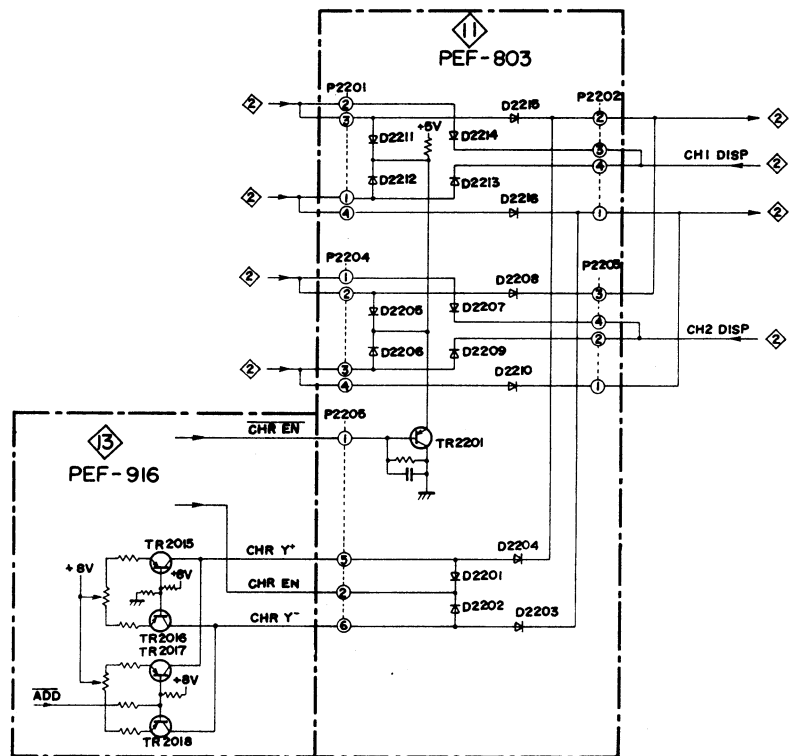 11
PEF-803
P2201
P2202
2
2
3
D2215
2
2
+5V
D2211
D2214
3
CH1 DISP
2
4
D2212
D2213
2
1
4
D2216
1
2
P2204
P2203
2
1
2
D2208
3
D2205
D2207
4
CH2 DISP
2
2
D2206
D2209
2
3
4
D2210
1
P2205
CHR EN
1
TR2201
13
PEF-916
TR2015
CHR Y+
5
D2204
+8V
+8V
D2201
CHR EN
2
D2202
TR2016
CHR Y-
6
D2203
TR2017
+8V
ADD
TR2018